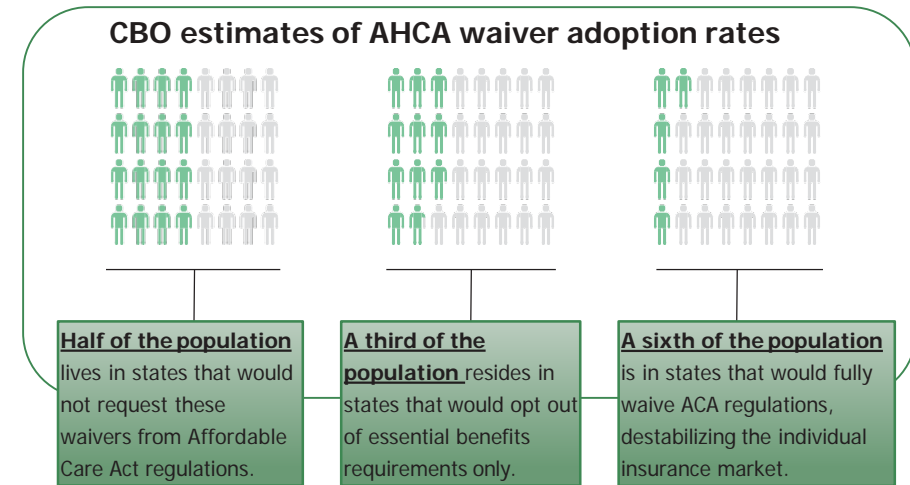 CBO estimates of AHCA waiver adoption rates
Half of the population
lives in states that would
not request these
waivers from Affordable
Care Act regulations.
A third of the
population resides in
states that would opt out
of essential benefits
requirements only.
A sixth of the population
is in states that would fully
waive ACA regulations,
destabilizing the individual
insurance market.